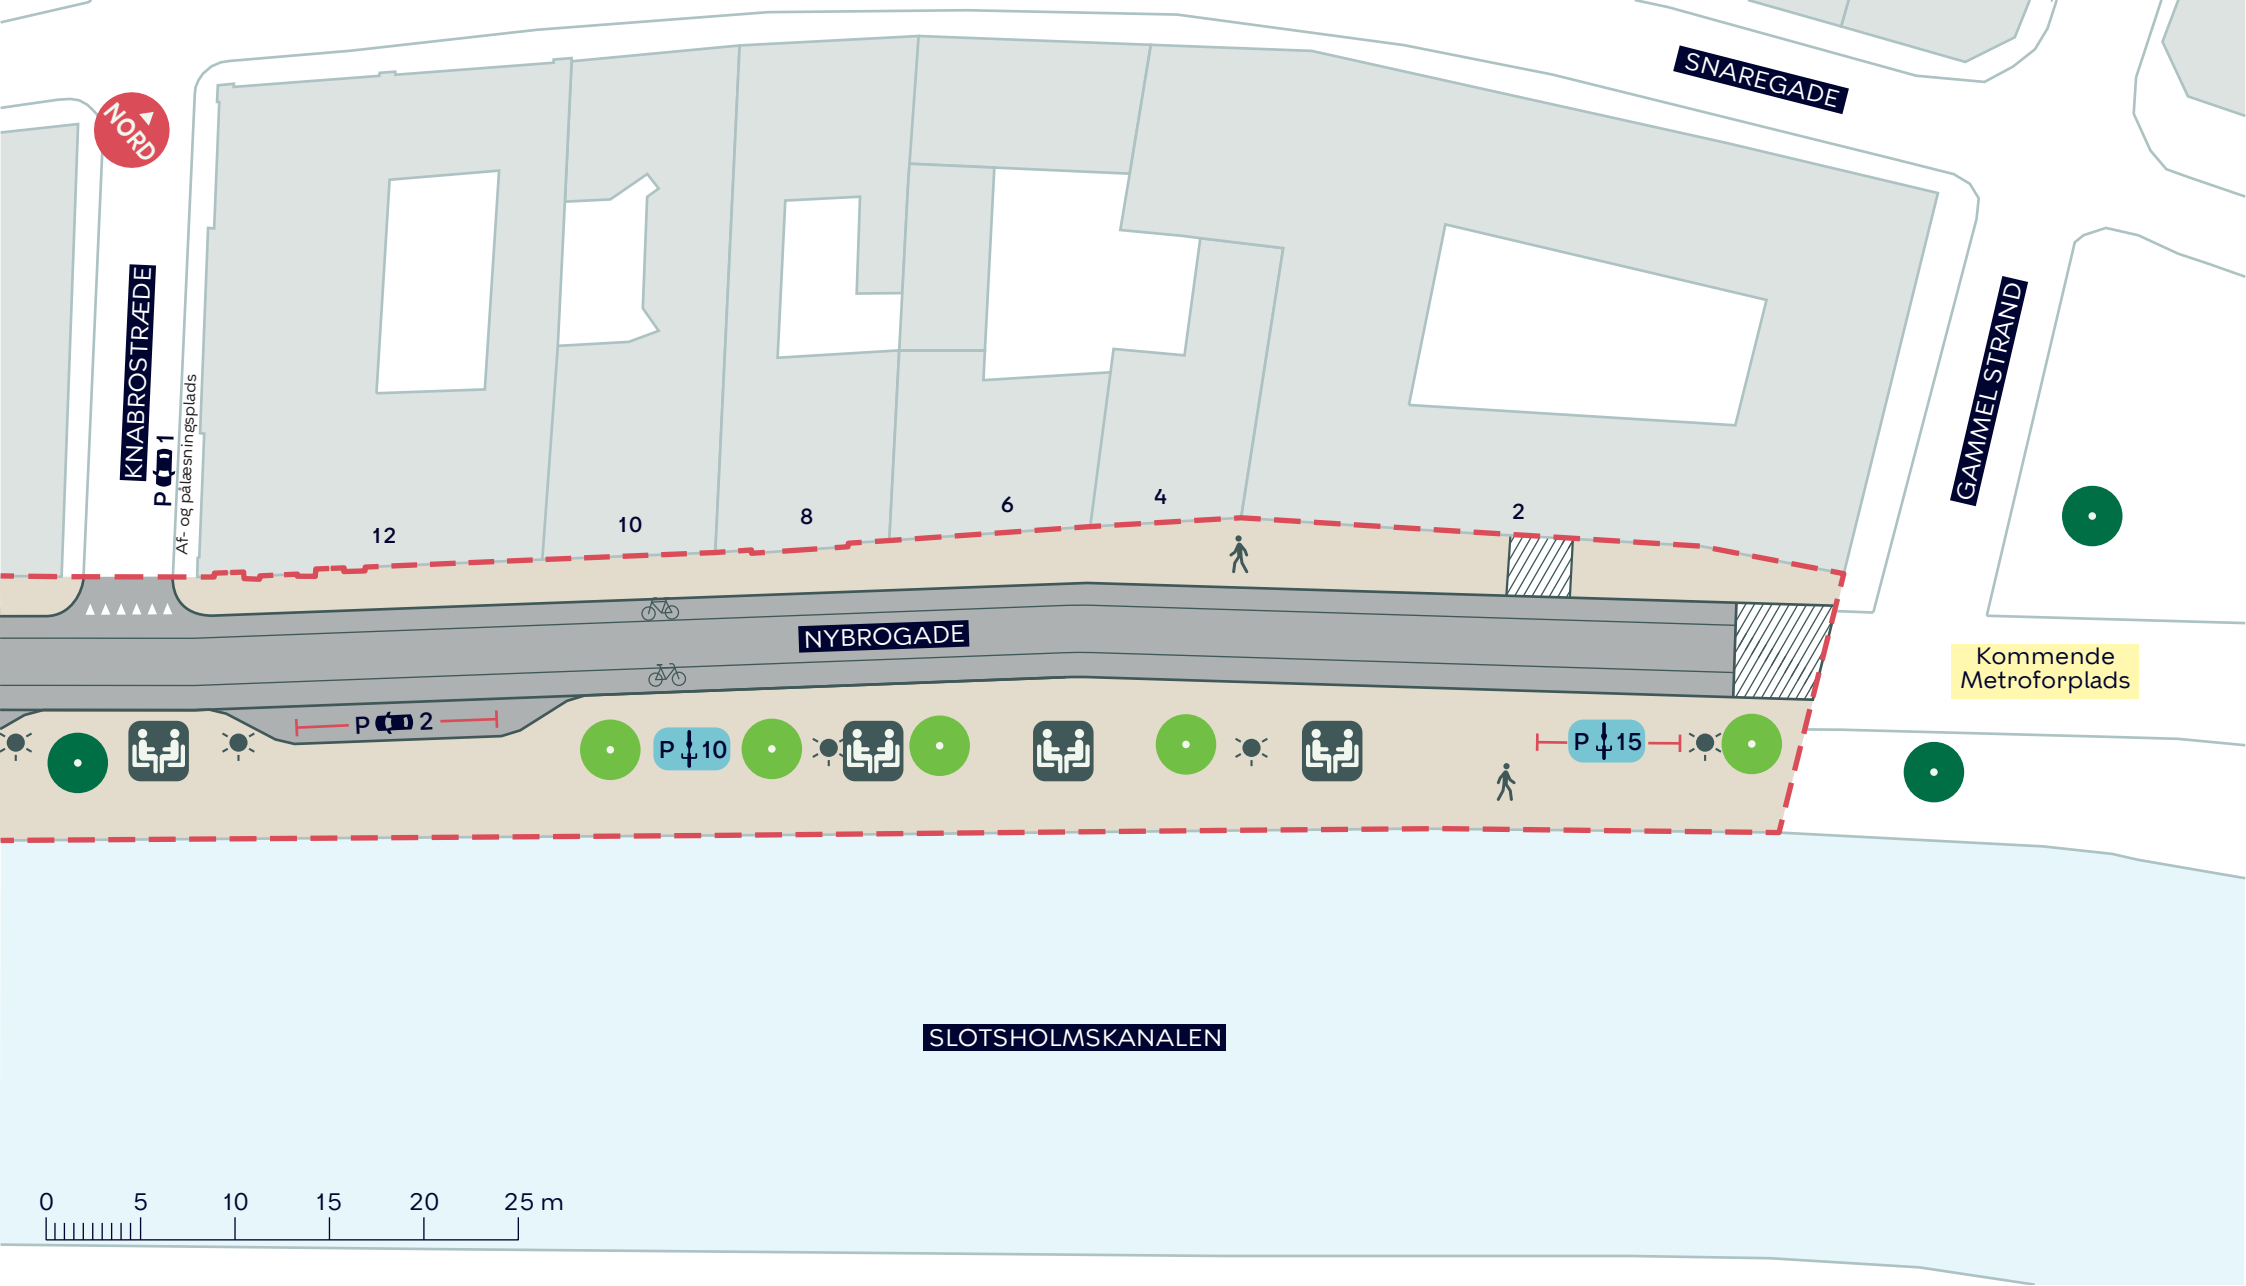 SNAREGADE
NORD
KNABROSTRÆDE
P 1
Af- og pålæsningsplads
GAMMEL STRAND
12
10
8
6
4
2
NYBROGADE
Kommende
Metroforplads
P 2
P 10
P 15
SLOTSHOLMSKANALEN
0 5 10 15 20 25 m